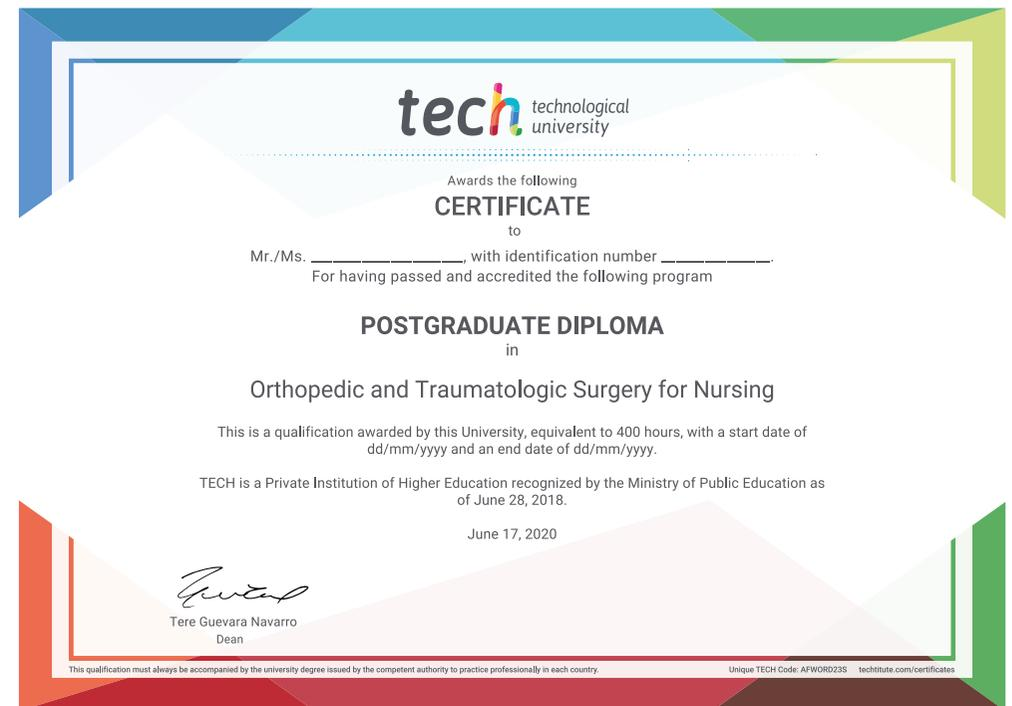 tech technological
university
Awards the following
CERTIFICATE
to
Mr./Ms. ____________________, with identification number ______________.
For having passed and accredited the following program
POSTGRADUATE DIPLOMA
in
Orthopedic and Traumatologic Surgery for Nursing
This is a qualification awarded by this University, equivalent to 400 hours, with a start date of
dd/mm/yyyy and an end date of dd/mm/yyyy.
TECH is a Private Institution of Higher Education recognized by the Ministry of Public Education as
of June 28, 2018.
June 17, 2020
Tere Guevara Navarro
Dean
This qualification must always be accompanied by the university degree issued by the competent authority to practice professionally in each country.
Unique TECH Code: AFWORD23S techtitute.com/certificates